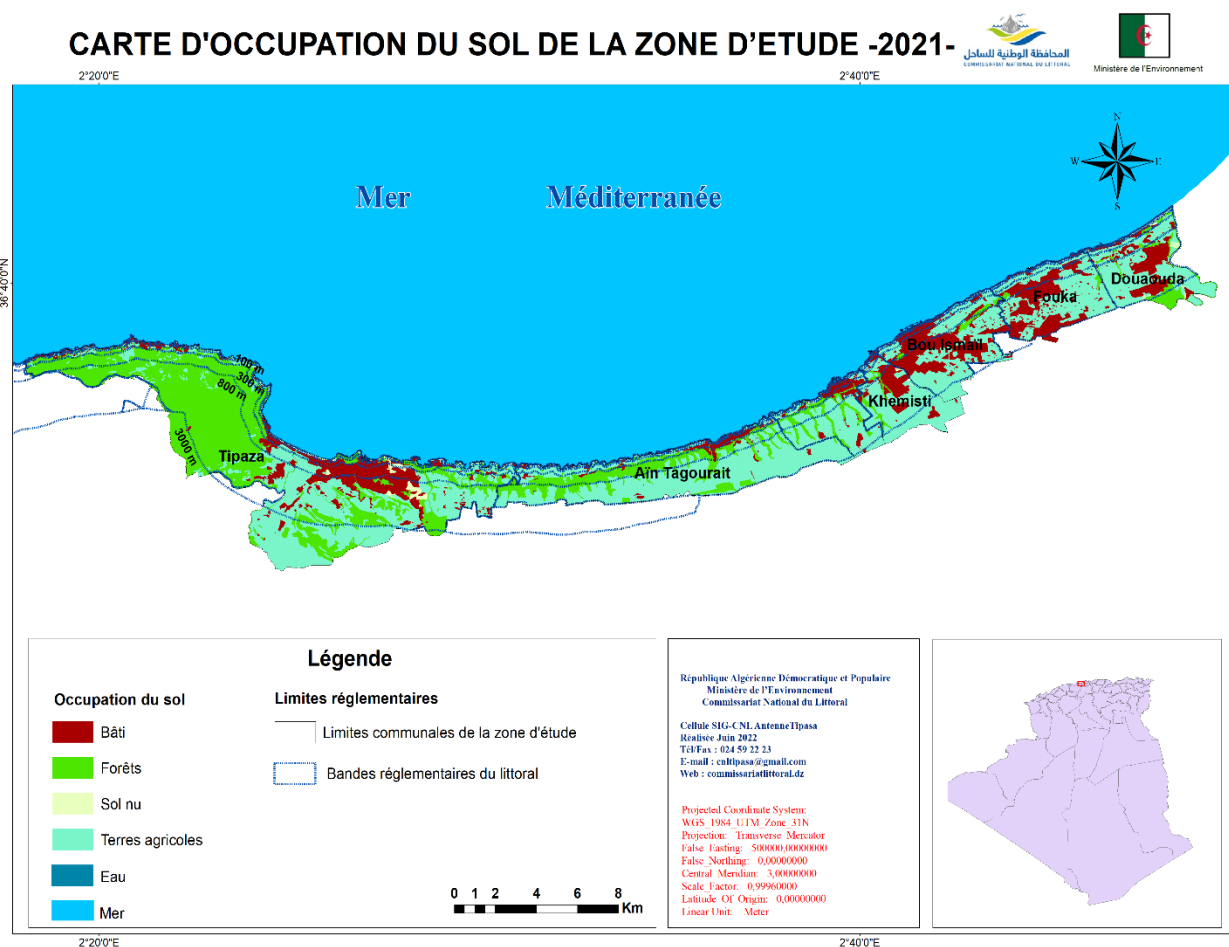 CARTE D'OCCUPATION DU SOL DE LA ZONE D'ETUDE -2021-
المحافظة الوطنية للساحل
COMMISSARIAT NATIONAL DU LITTORAL
Ministère de l'Environnement
2°20'0"E
2°40'0"E
36°40'0"N
N
W
E
S
Mer Méditerranée
Douaouda
Fouka
Bou Ismail
Khemisti
Aïn Tagourait
Tipaza
100 m
300 m
800 m
3000 m
Légende
Occupation du sol
Bâti
Forêts
Sol nu
Terres agricoles
Eau
Mer
Limites réglementaires
Limites communales de la zone d'étude
Bandes réglementaires du littoral
0 1 2 4 6 8
Km
République Algérienne Démocratique et Populaire
Ministère de l'Environnement
Commissariat National du Littoral
Cellule SIG-CNL AntenneTipasa
Réalisée Juin 2022
Tél/Fax : 024 59 22 23
E-mail : cnltipasa@gmail.com
Web : commissariatlittoral.dz
Projected Coordinate System:
WGS_1984_UTM_Zone_31N
Projection: Transverse_Mercator
False_Easting: 500000,00000000
False_Northing: 0,00000000
Central_Meridian: 3,00000000
Scale_Factor: 0,99960000
Latitude_Of_Origin: 0,00000000
Linear Unit: Meter
2°20'0"E
2°40'0"E